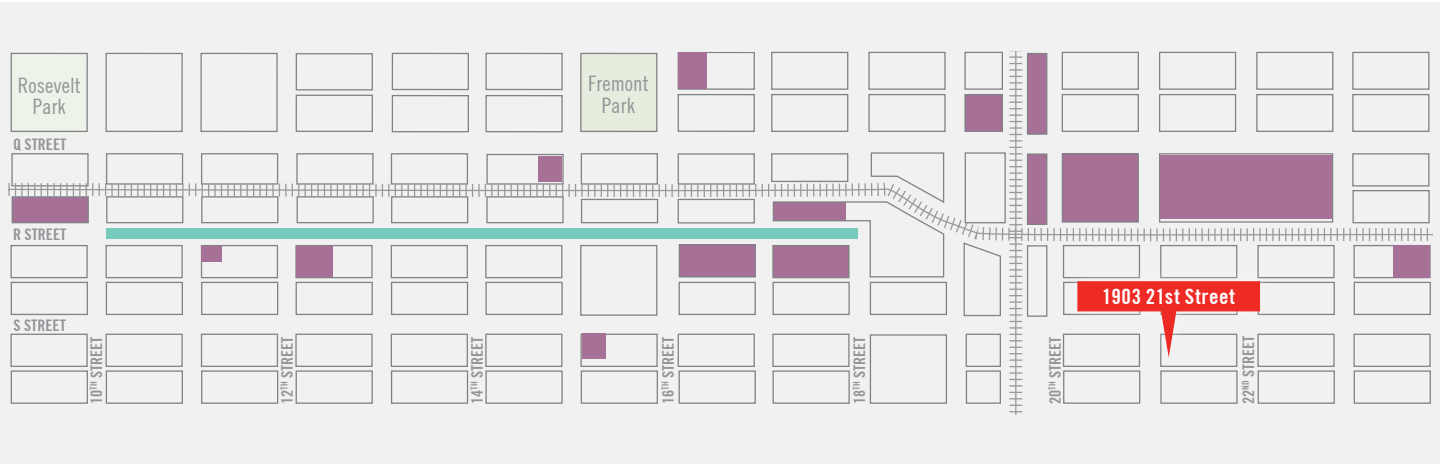 Rosevelt
Park
Fremont
Park
Q STREET
R STREET
1903 21st Street
S STREET
10TH STREET
12TH STREET
14TH STREET
16TH STREET
18TH STREET
20TH STREET
22ND STREET